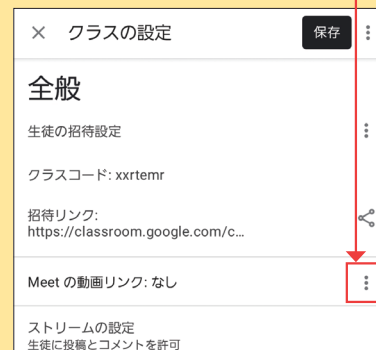 クラスの設定
保存
全般
生徒の招待設定
クラスコード: xxrtemr
招待リンク:
https://classroom.google.com/c...
Meet の動画リンク: なし
ストリームの設定
生徒に投稿とコメントを許可